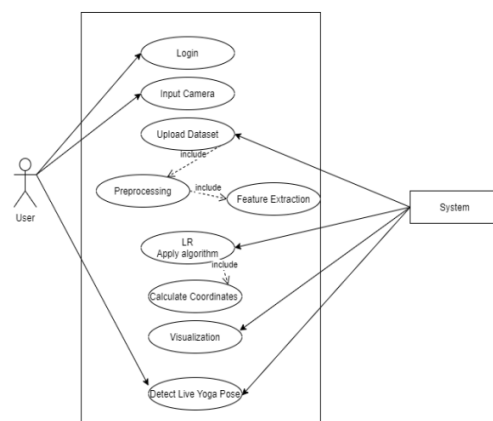 Login
Input Camera
Upload Dataset
include
Preprocessing
include
Feature Extraction
User
System
LR
Apply algorithm
include
Calculate Coordinates
Visualization
Detect Live Yoga Pose